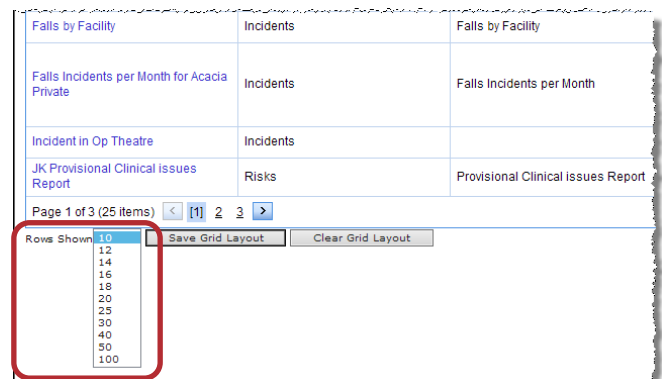 Falls by Facility Incidents Falls by Facility
Falls Incidents per Month for Acacia
Private Incidents Falls Incidents per Month
Incident in Op Theatre Incidents
JK Provisional Clinical issues
Report Risks Provisional Clinical issues Report
Page 1 of 3 (25 items) < [1] 2 3 >
Rows Shown 10 Save Grid Layout Clear Grid Layout
12
14
16
18
20
25
30
40
50
100